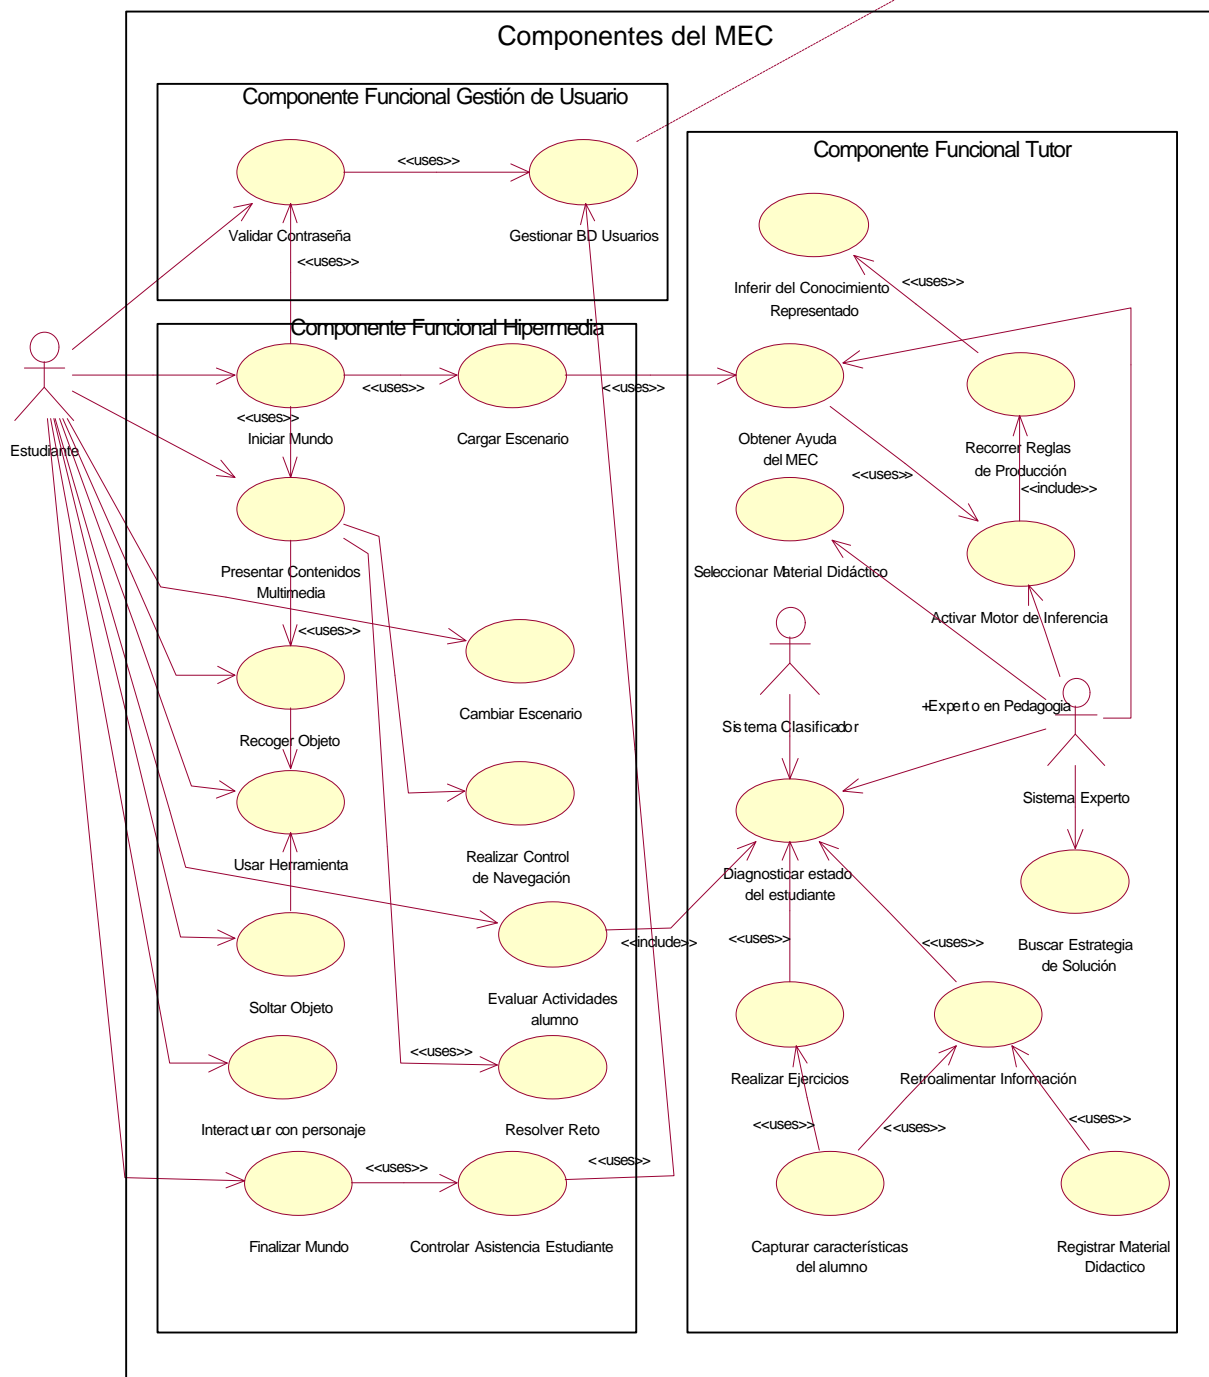 Componentes del MEC
Componente Funcional Gestión de Usuario
<<uses>>
Validar Contraseña
Gestionar BD Usuarios
<<uses>>
Componente Funcional Tutor
Inferir del Conocimiento
Representado
<<uses>>
Componente Funcional Hipermedia
Estudiante
<<uses>>
<<uses>>
<<uses>>
Iniciar Mundo
Cargar Escenario
Obtener Ayuda
del MEC
Recorrer Reglas
de Producción
<<uses>>
<<include>>
Presentar Contenidos
Multimedia
Seleccionar Material Didáctico
Activar Motor de Inferencia
<<uses>>
Cambiar Escenario
+Experto en Pedagogia
Sistema Clasificador
Recoger Objeto
Sistema Experto
Usar Herramienta
Realizar Control
de Navegación
Diagnosticar estado
del estudiante
<<include>>
<<uses>>
<<uses>>
Buscar Estrategia
de Solución
Soltar Objeto
Evaluar Actividades
alumno
<<uses>>
Realizar Ejercicios
Retroalimentar Información
Interactuar con personaje
Resolver Reto
<<uses>>
<<uses>>
<<uses>>
<<uses>>
<<uses>>
Finalizar Mundo
Controlar Asistencia Estudiante
Capturar características
del alumno
Registrar Material
Didactico